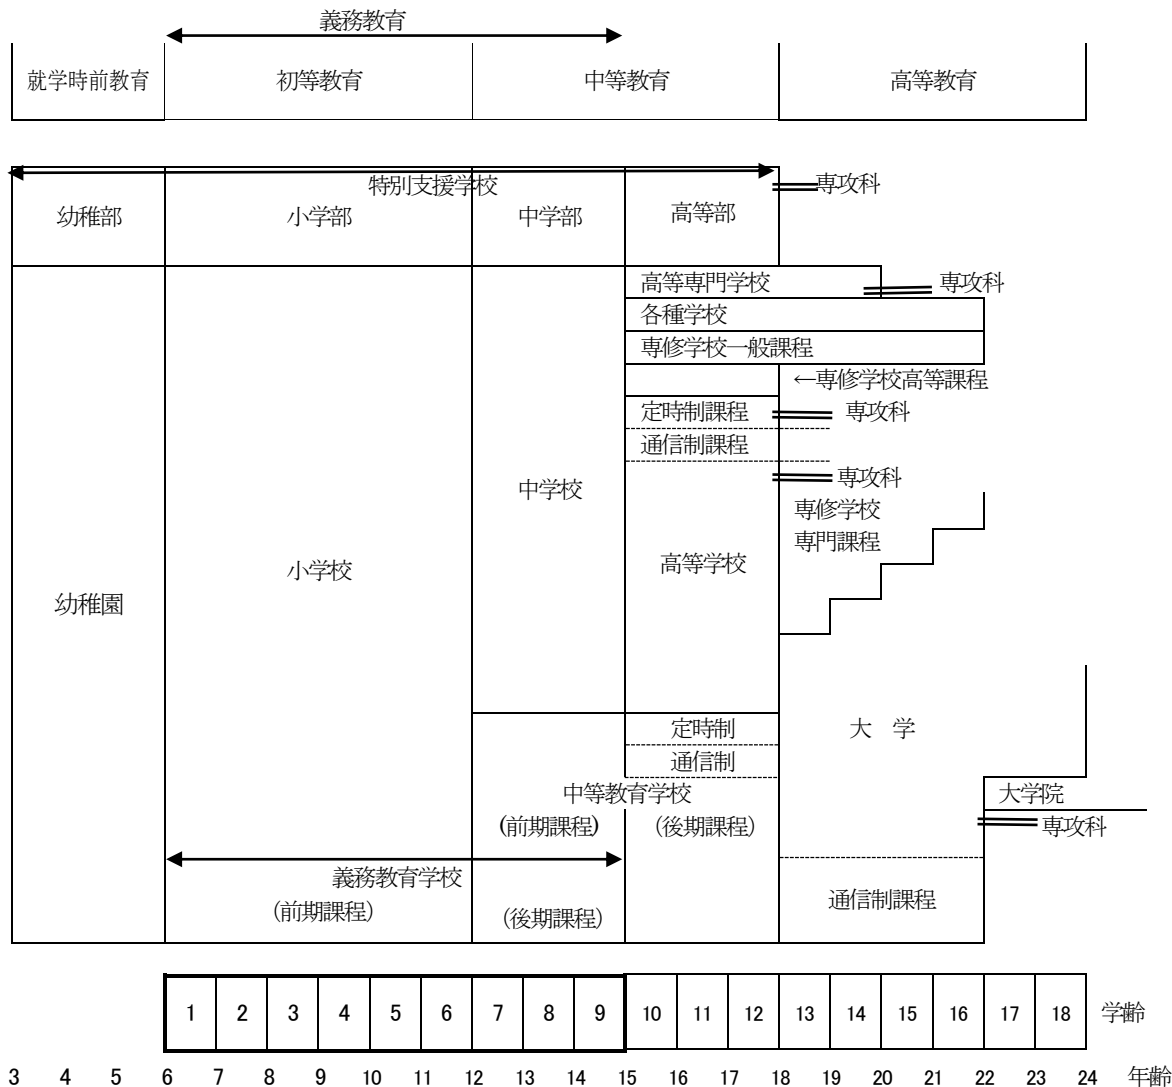 義務教育
就学時前教育 初等教育 中等教育 高等教育
特別支援学校
専攻科
幼稚部 小学部 中学部 高等部
高等専門学校 専攻科
各種学校
専修学校一般課程
←専修学校高等課程
定時制課程 専攻科
通信制課程
専攻科
中学校
専修学校
専門課程
高等学校
小学校
幼稚園
定時制
大 学
通信制
中等教育学校
大学院
(前期課程) (後期課程)
専攻科
義務教育学校
(前期課程) (後期課程)
通信制課程
1 2 3 4 5 6 7 8 9 10 11 12 13 14 15 16 17 18 学齢
3 4 5 6 7 8 9 10 11 12 13 14 15 16 17 18 19 20 21 22 23 24 年齢